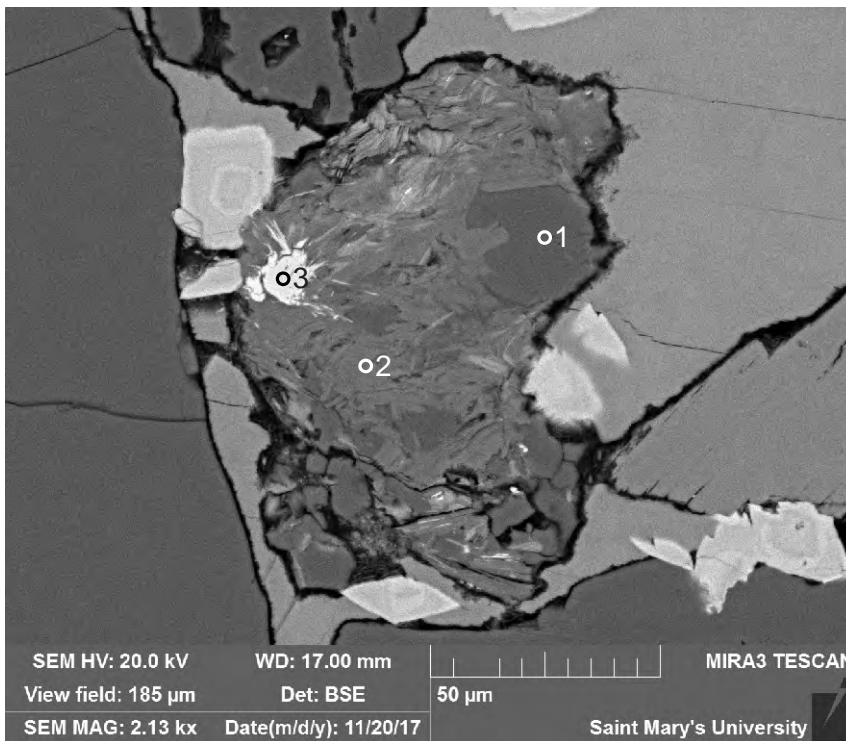 1
3
2
SEM HV: 20.0 kV WD: 17.00 mm MIRA3 TESCAN
View field: 185 µm Det: BSE 50 µm
SEM MAG: 2.13 kx Date(m/d/y): 11/20/17 Saint Mary's University